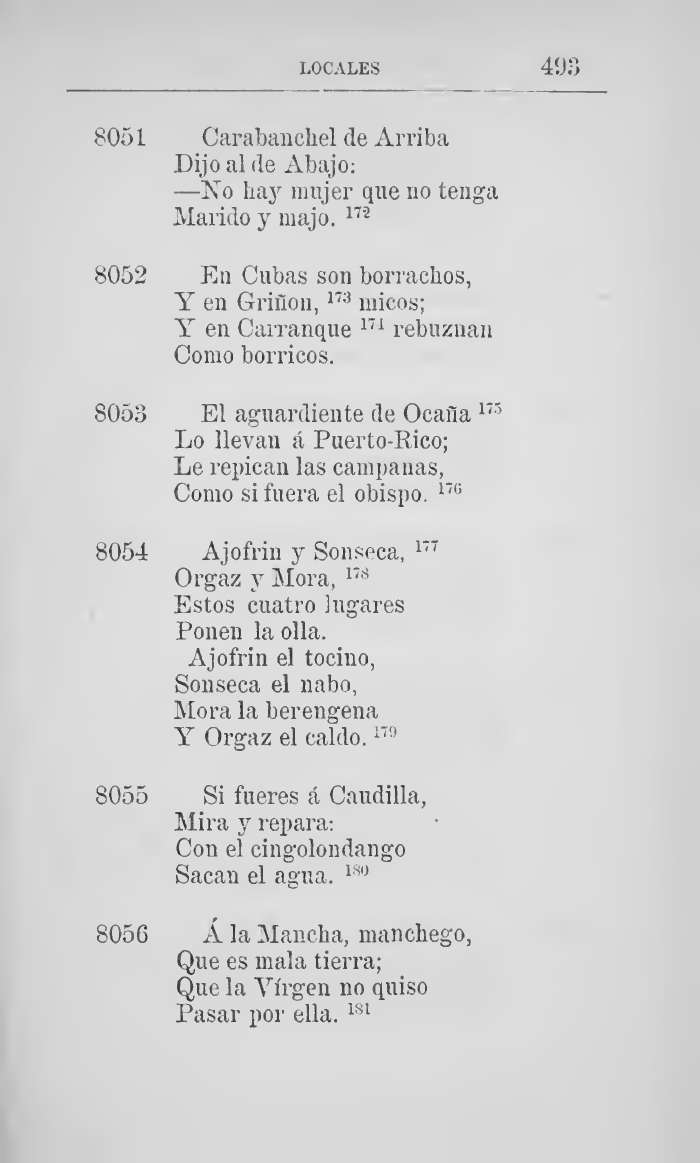 LOCALES 493
8051 Carabanchel de Arriba
Dijo al de Abajo:
—No hay mujer que no tenga
Marido y majo. 172
8052 En Cubas son borrachos,
Y en Griñon, 173 micos;
Y en Carranque 174 rebuznan
Como borricos.
8053 El aguardiente de Ocaña 175
Lo llevan á Puerto-Rico;
Le repican las campanas,
Como si fuera el obispo. 176
8054 Ajofrin y Sonseca, 177
Orgaz y Mora, 178
Estos cuatro lugares
Ponen la olla.
Ajofrin el tocino,
Sonseca el nabo,
Mora la berengena
Y Orgaz el caldo. 179
8055 Si fueres á Caudilla,
Mira y repara:
Con el cingolondango
Sacan el agua. 180
8056 Á la Mancha, manchego,
Que es mala tierra;
Que la Vírgen no quiso
Pasar por ella. 181